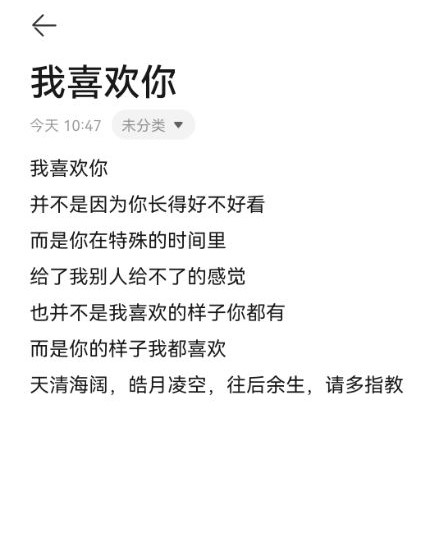 我喜欢你
今天 10:47 未分类
我喜欢你
并不是因为你长得好不好看
而是你在特殊的时间里
给了我别人给不了的感觉
也并不是我喜欢的样子你都有
而是你的样子我都喜欢
天清海阔，皓月凌空，往后余生，请多指教